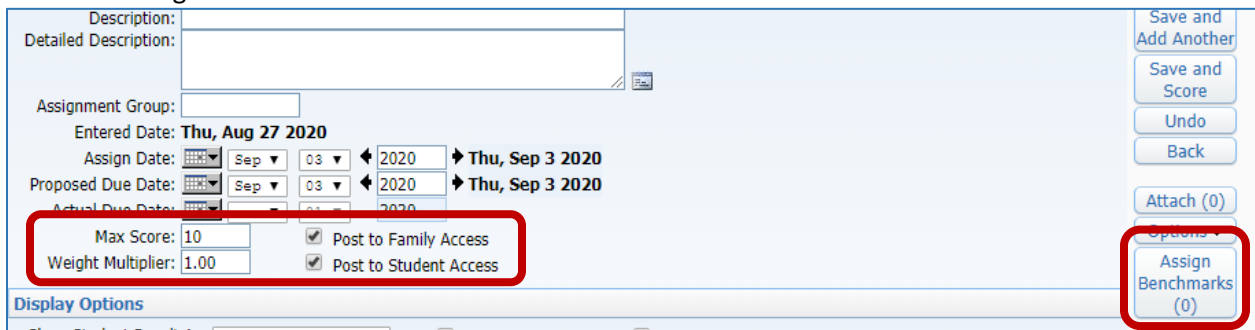 Description:
Detailed Description:
Assignment Group:
Entered Date: Thu, Aug 27 2020
Assign Date: Sep ▼ 03 ▼ 2020 Thu, Sep 3 2020
Proposed Due Date: Sep ▼ 03 ▼ 2020 Thu, Sep 3 2020
Actual Due Date: 2020
Max Score: 10 Post to Family Access
Weight Multiplier: 1.00 Post to Student Access
Display Options
Save and
Add Another
Save and
Score
Undo
Back
Attach (0)
Options
Assign
Benchmarks
(0)